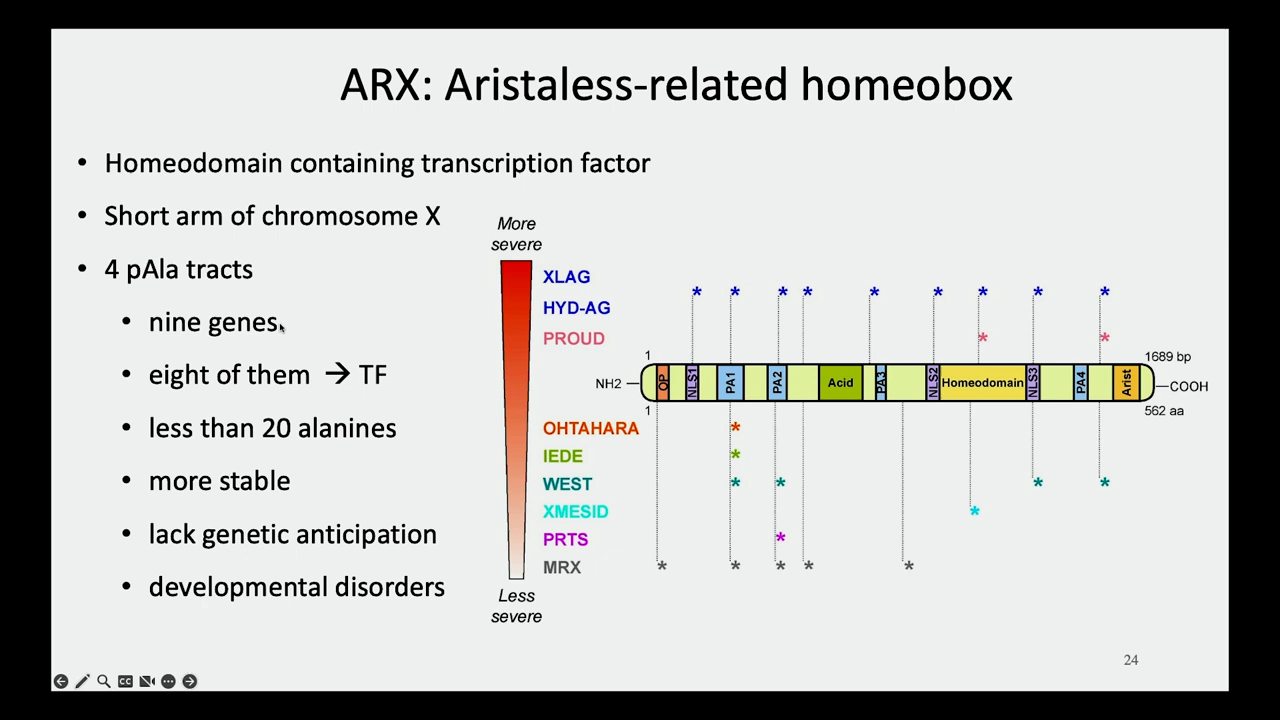 ARX: Aristaless-related homeobox
• Homeodomain containing transcription factor
• Short arm of chromosome X
• 4 pAla tracts
• nine genes
• eight of them → TF
• less than 20 alanines
• more stable
• lack genetic anticipation
• developmental disorders
More
severe
XLAG
* * * * * * * * *
HYD-AG
PROUD
* *
1
1689 bp
NH2
OP
NLS1
PA1
PA2
Acid
PA3
NLS2
Homeodomain
NLS3
PA4
Arist
COOH
1
562 aa
OHTAHARA *
IEDE *
WEST * * * *
XMESID *
PRTS *
MRX * * * * *
Less
severe
24
CC